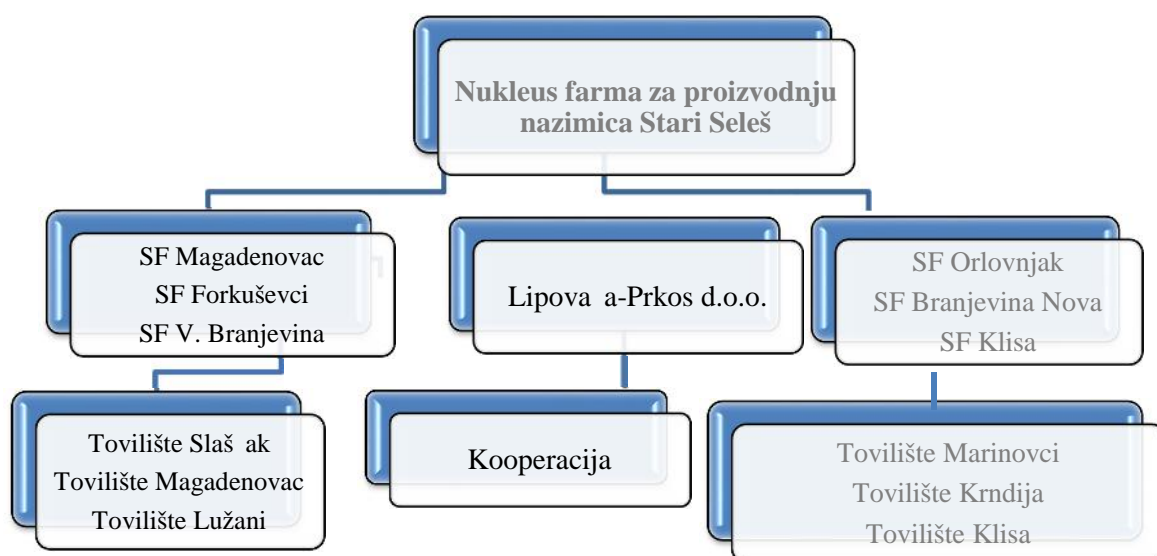 Nukleus farma za proizvodnju
nazimica Stari Seleš
SF Magadenovac
SF Forkuševci
SF V. Branjevina
Lipova a-Prkos d.o.o.
SF Orlovnjak
SF Branjevina Nova
SF Klisa
Tovilište Slaš ak
Tovilište Magadenovac
Tovilište Lužani
Kooperacija
Tovilište Marinovci
Tovilište Krndija
Tovilište Klisa